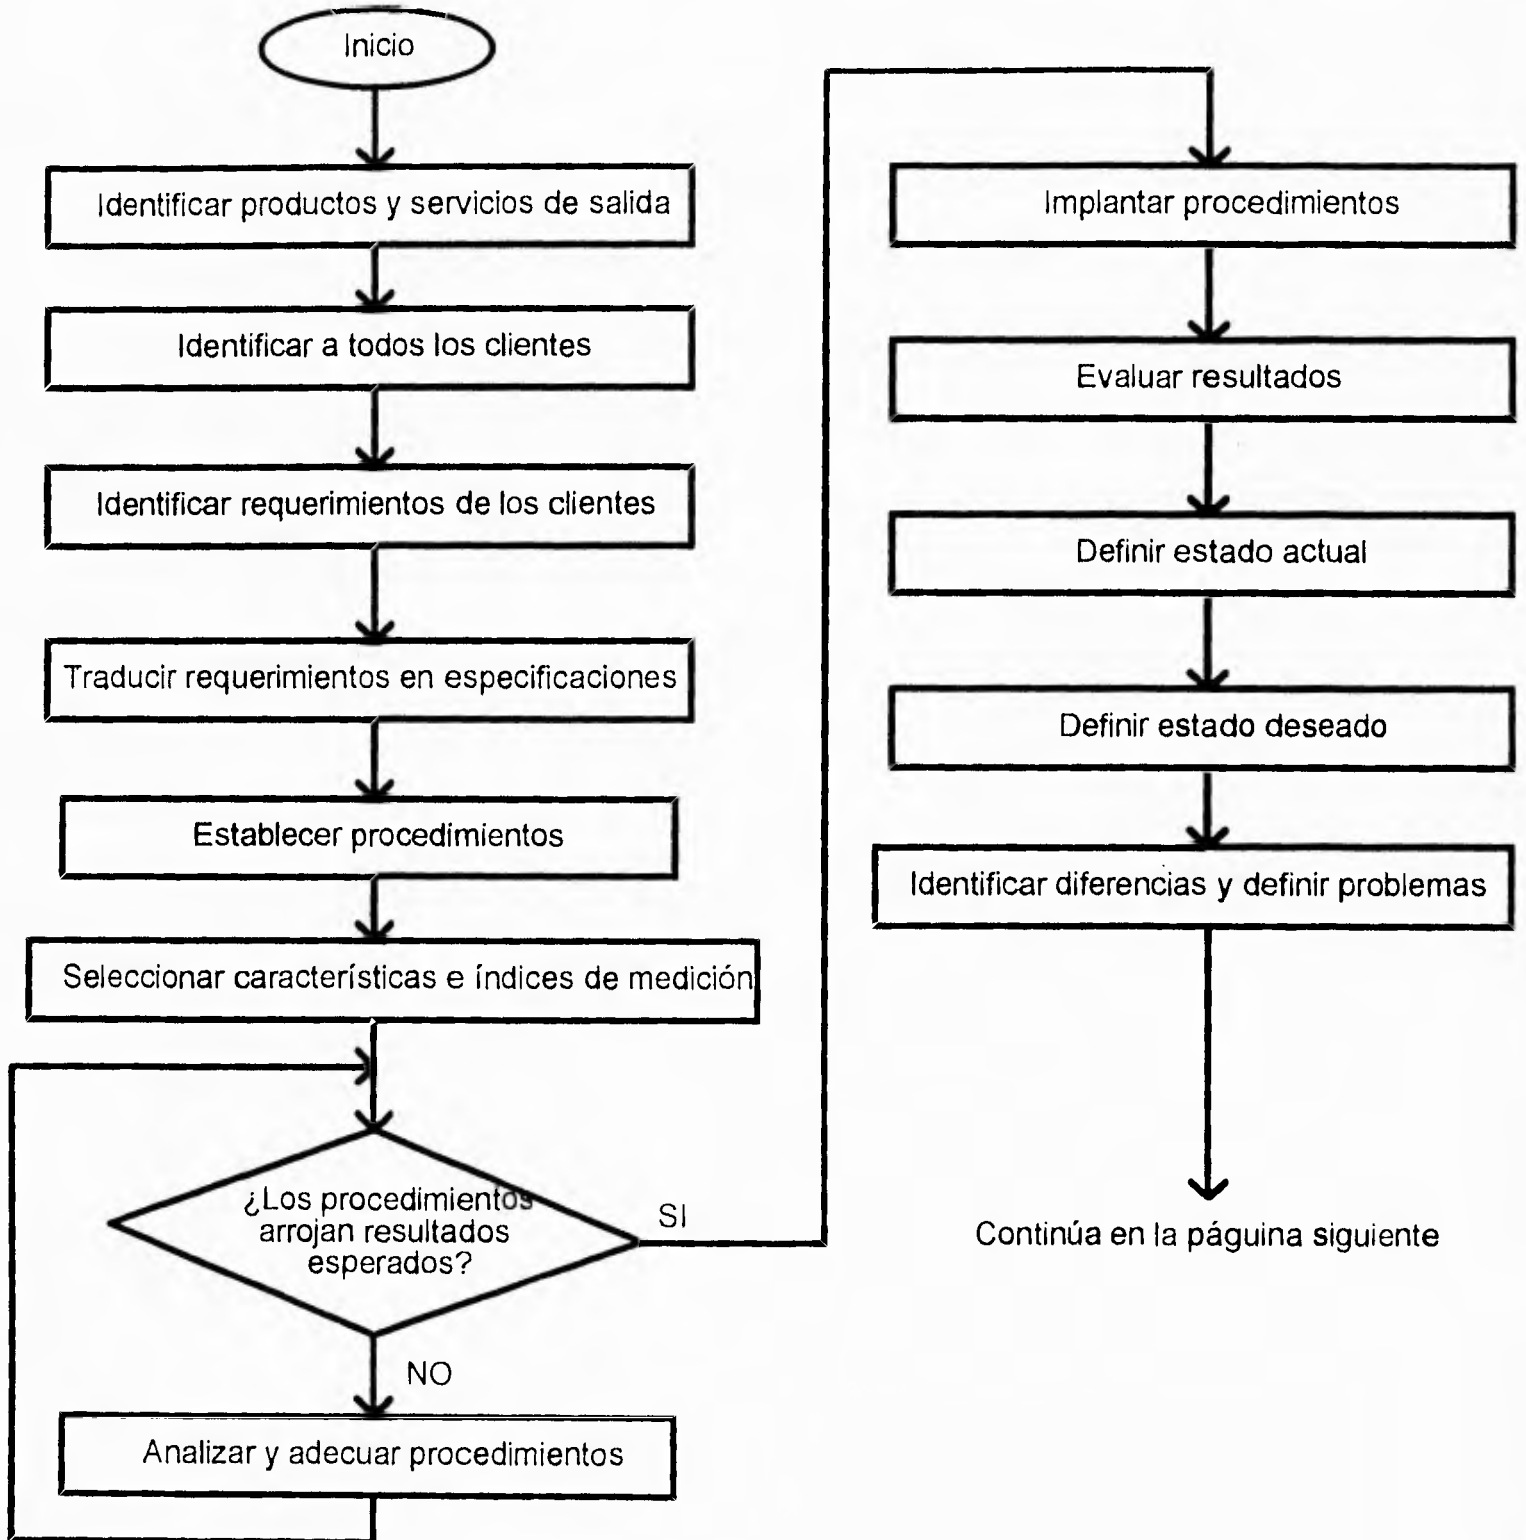 Inicio
Identificar productos y servicios de salida
Identificar a todos los clientes
Identificar requerimientos de los clientes
Traducir requerimientos en especificaciones
Establecer procedimientos
Seleccionar característícas e índices de medición
¿Los procedimientos
arrojan resultados
esperados?
SI
NO
Analizar y adecuar procedimientos
Implantar procedimientos
Evaluar resultados
Definir estado actual
Definir estado deseado
Identificar diferencias y definir problemas
Continúa en la páguina siguiente